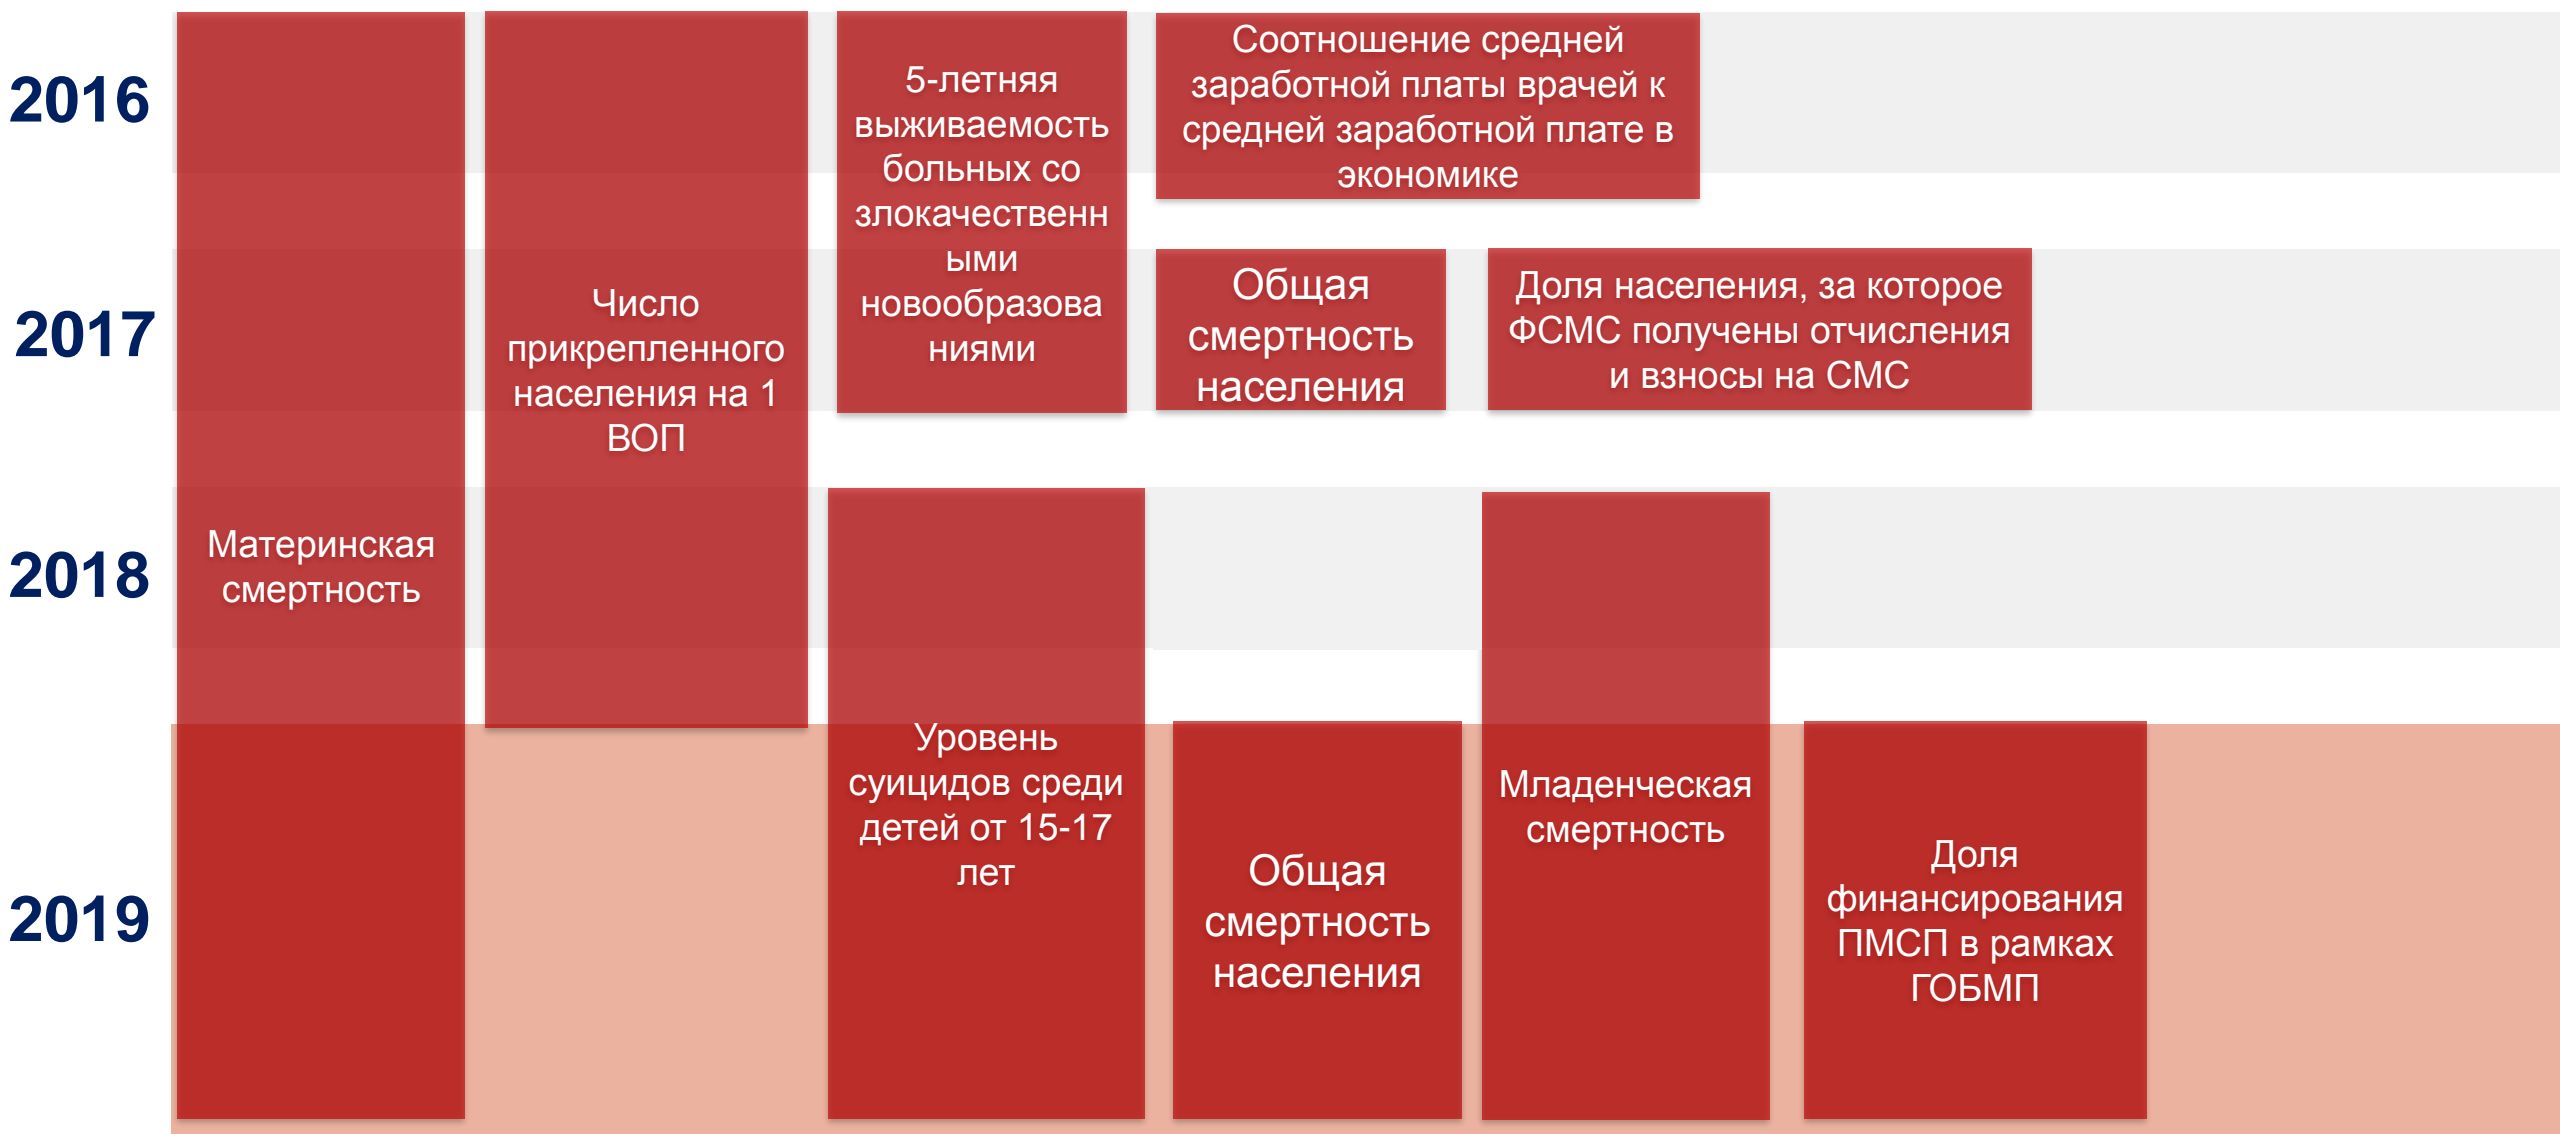 2016
Соотношение средней
заработной платы врачей к
средней заработной плате в
экономике
5-летняя
выживаемость
больных со
злокачественн
ыми
новообразова
ниями
2017
Число
прикрепленного
населения на 1
ВОП
Общая
смертность
населения
Доля населения, за которое
ФСМС получены отчисления
и взносы на СМС
2018
Материнская
смертность
2019
Уровень
суицидов среди
детей от 15-17
лет
Общая
смертность
населения
Младенческая
смертность
Доля
финансирования
ПМСП в рамках
ГОБМП